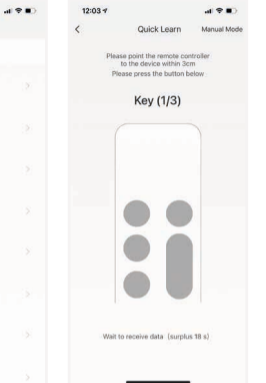 12:03
Quick Learn Manual Mode
Please point the remote controller
to the device within 3cm
Please press the button below
Key (1/3)
Wait to receive data (surplus 18 s)